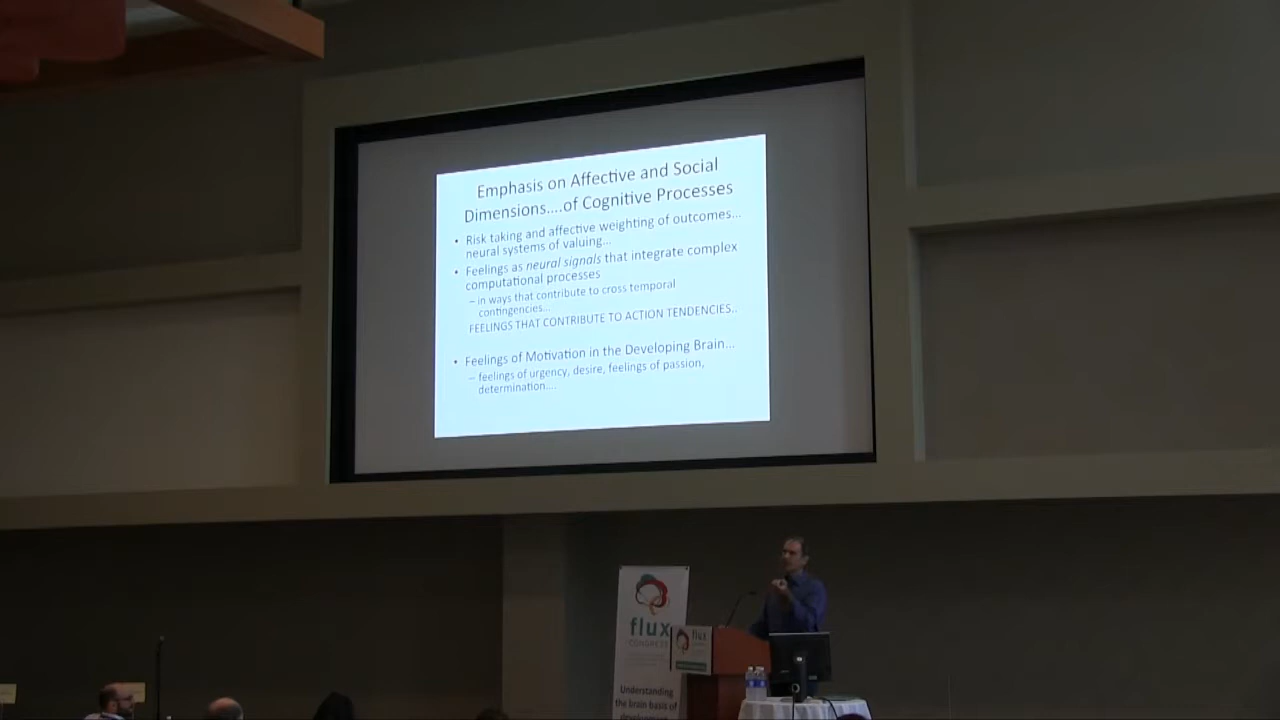 Emphasis on Affective and Social
Dimensions....of Cognitive Processes
• Risk taking and affective weighting of outcomes...
neural systems of valuing...
• Feelings as neural signals that integrate complex
computational processes
– in ways that contribute to cross temporal
contingencies...
FEELINGS THAT CONTRIBUTE TO ACTION TENDENCIES..
• Feelings of Motivation in the Developing Brain...
– feelings of urgency, desire, feelings of passion,
determination....
flux
CONGRESS
flux
Understanding
the brain basis of
development